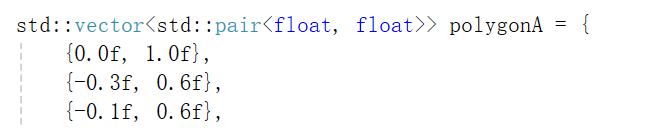 std::vector<std::pair<float, float>> polygonA = {
{0.0f, 1.0f},
{-0.3f, 0.6f},
{-0.1f, 0.6f},